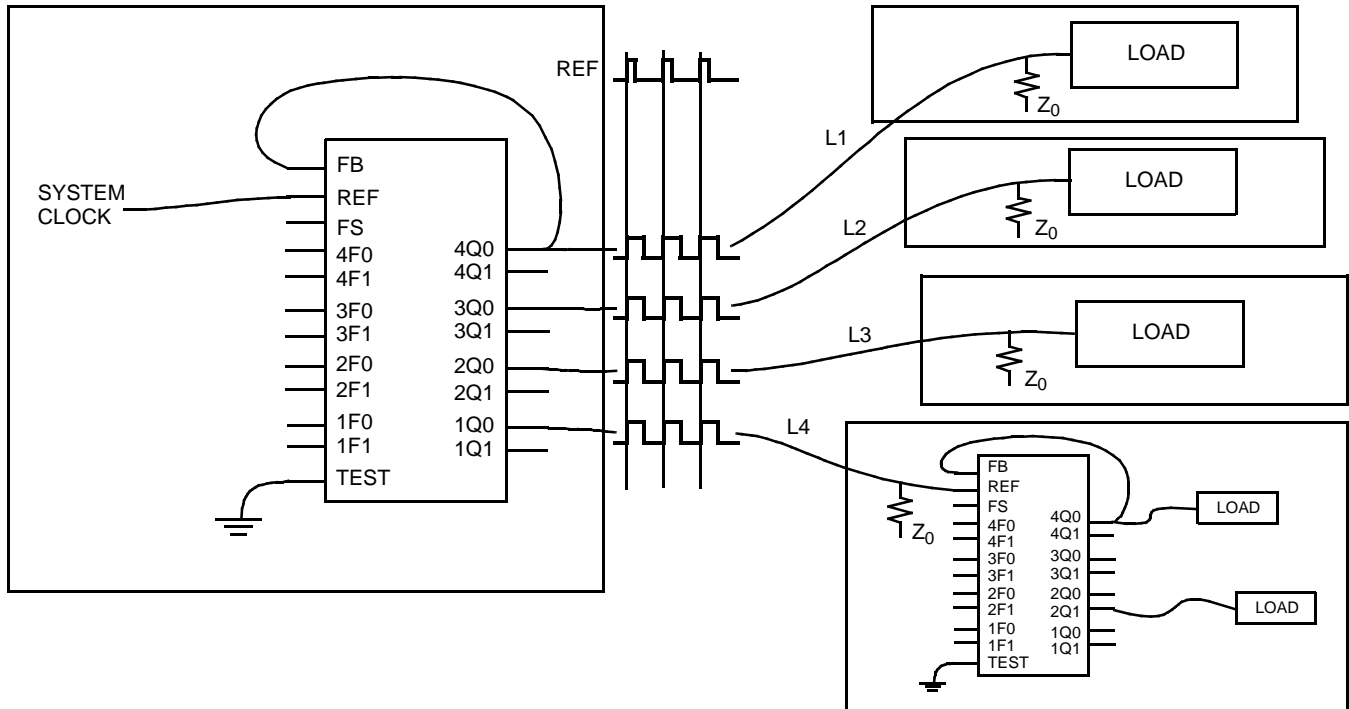 REF
SYSTEM
CLOCK
FB
REF
FS
4F0
4F1
3F0
3F1
2F0
2F1
1F0
1F1
TEST
4Q0
4Q1
3Q0
3Q1
2Q0
2Q1
1Q0
1Q1
L1
L2
L3
L4
LOAD
Z0
LOAD
Z0
LOAD
Z0
Z0
FB
REF
FS
4F0
4F1
3F0
3F1
2F0
2F1
1F0
1F1
TEST
4Q0
4Q1
3Q0
3Q1
2Q0
2Q1
1Q0
1Q1
LOAD
LOAD